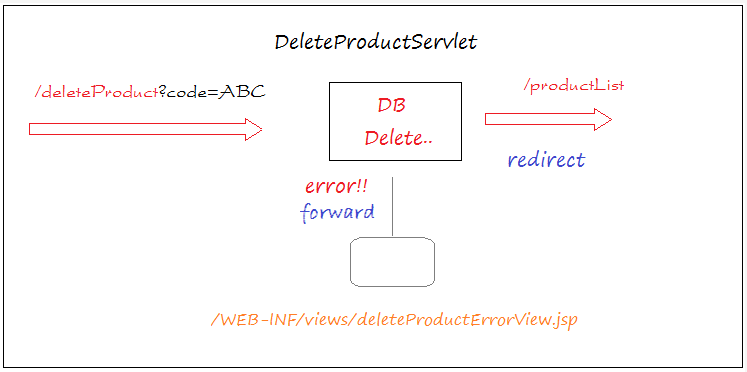 DeleteProductServlet
/deleteProduct?code=ABC
DB
Delete..
/productList
redirect
error!!
forward
/WEB-INF/views/deleteProductErrorView.jsp